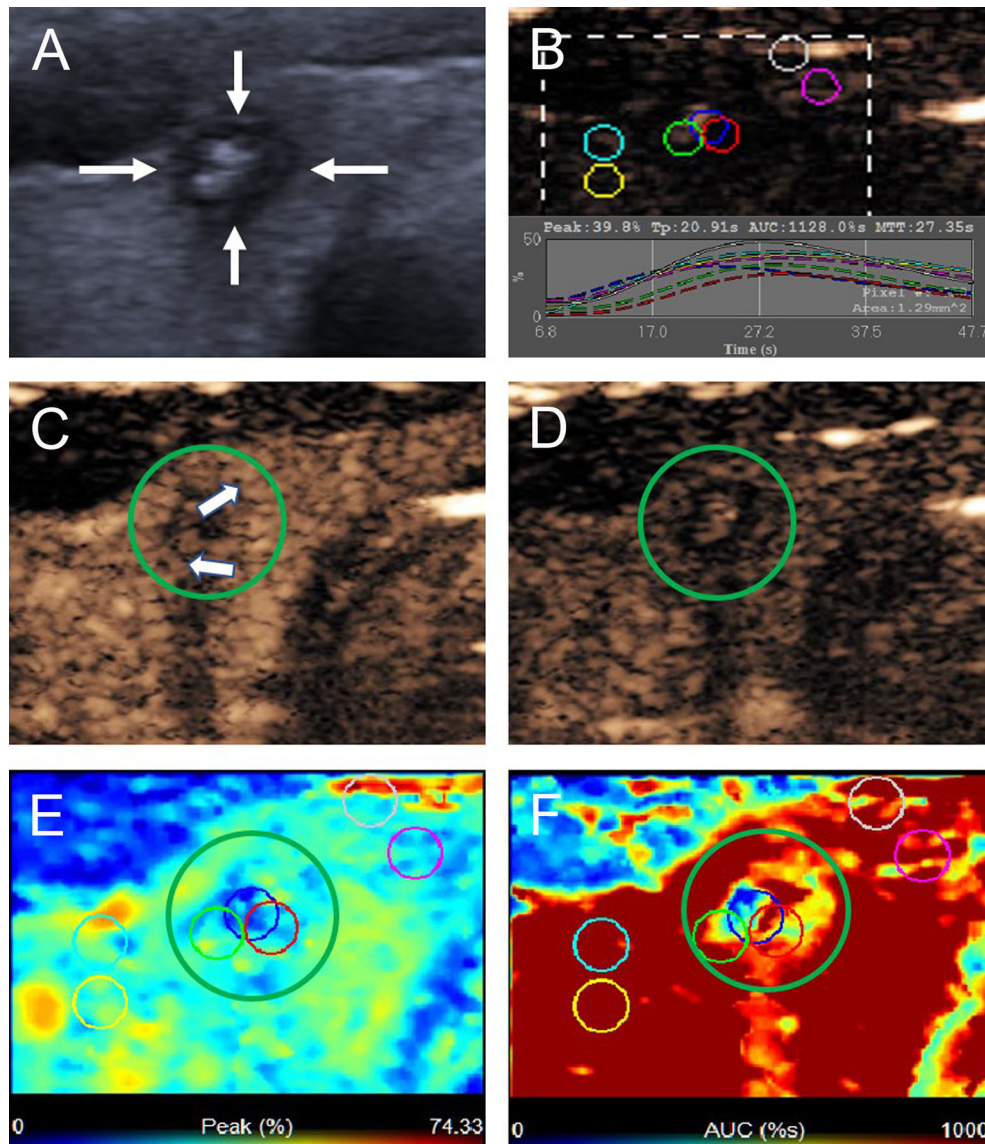 A
B
Peak:39.8% Tp:20.91s AUC:1128.0%s MTT:27.35s
50
%
0
Area:1.29mm^2
6.8 17.0 27.2 37.5 47.7
Time (s)
C
D
E
F
0 Peak (%) 74.33
0 AUC (%s) 1000